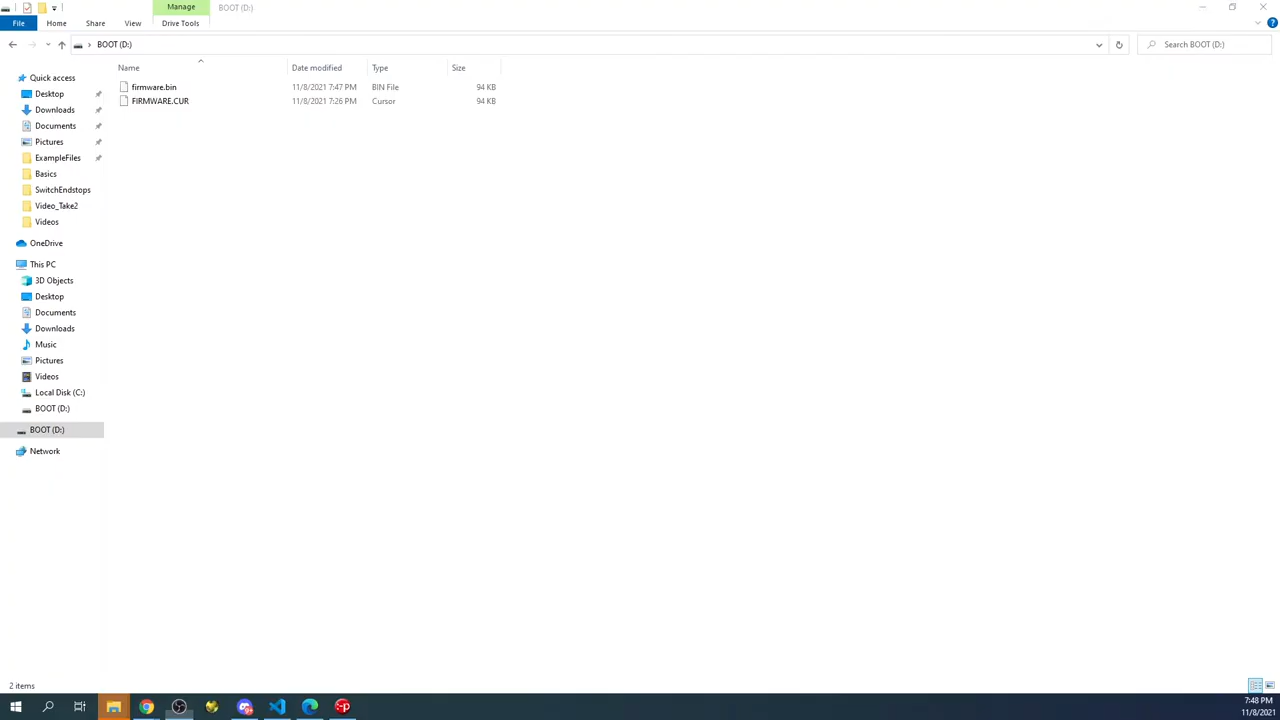 Manage
BOOT (D:)
File
Home
Share
View
Drive Tools
BOOT (D:)
Search BOOT (D:)
Name
Date modified
Type
Size
firmware.bin
11/8/2021 7:47 PM
BIN File
94 KB
FIRMWARE.CUR
11/8/2021 7:26 PM
Cursor
94 KB
Quick access
Desktop
Downloads
Documents
Pictures
ExampleFiles
Basics
SwitchEndstops
Video_Take2
Videos
OneDrive
This PC
3D Objects
Desktop
Documents
Downloads
Music
Pictures
Videos
Local Disk (C:)
BOOT (D:)
BOOT (D:)
Network
2 items
7:48 PM
11/8/2021